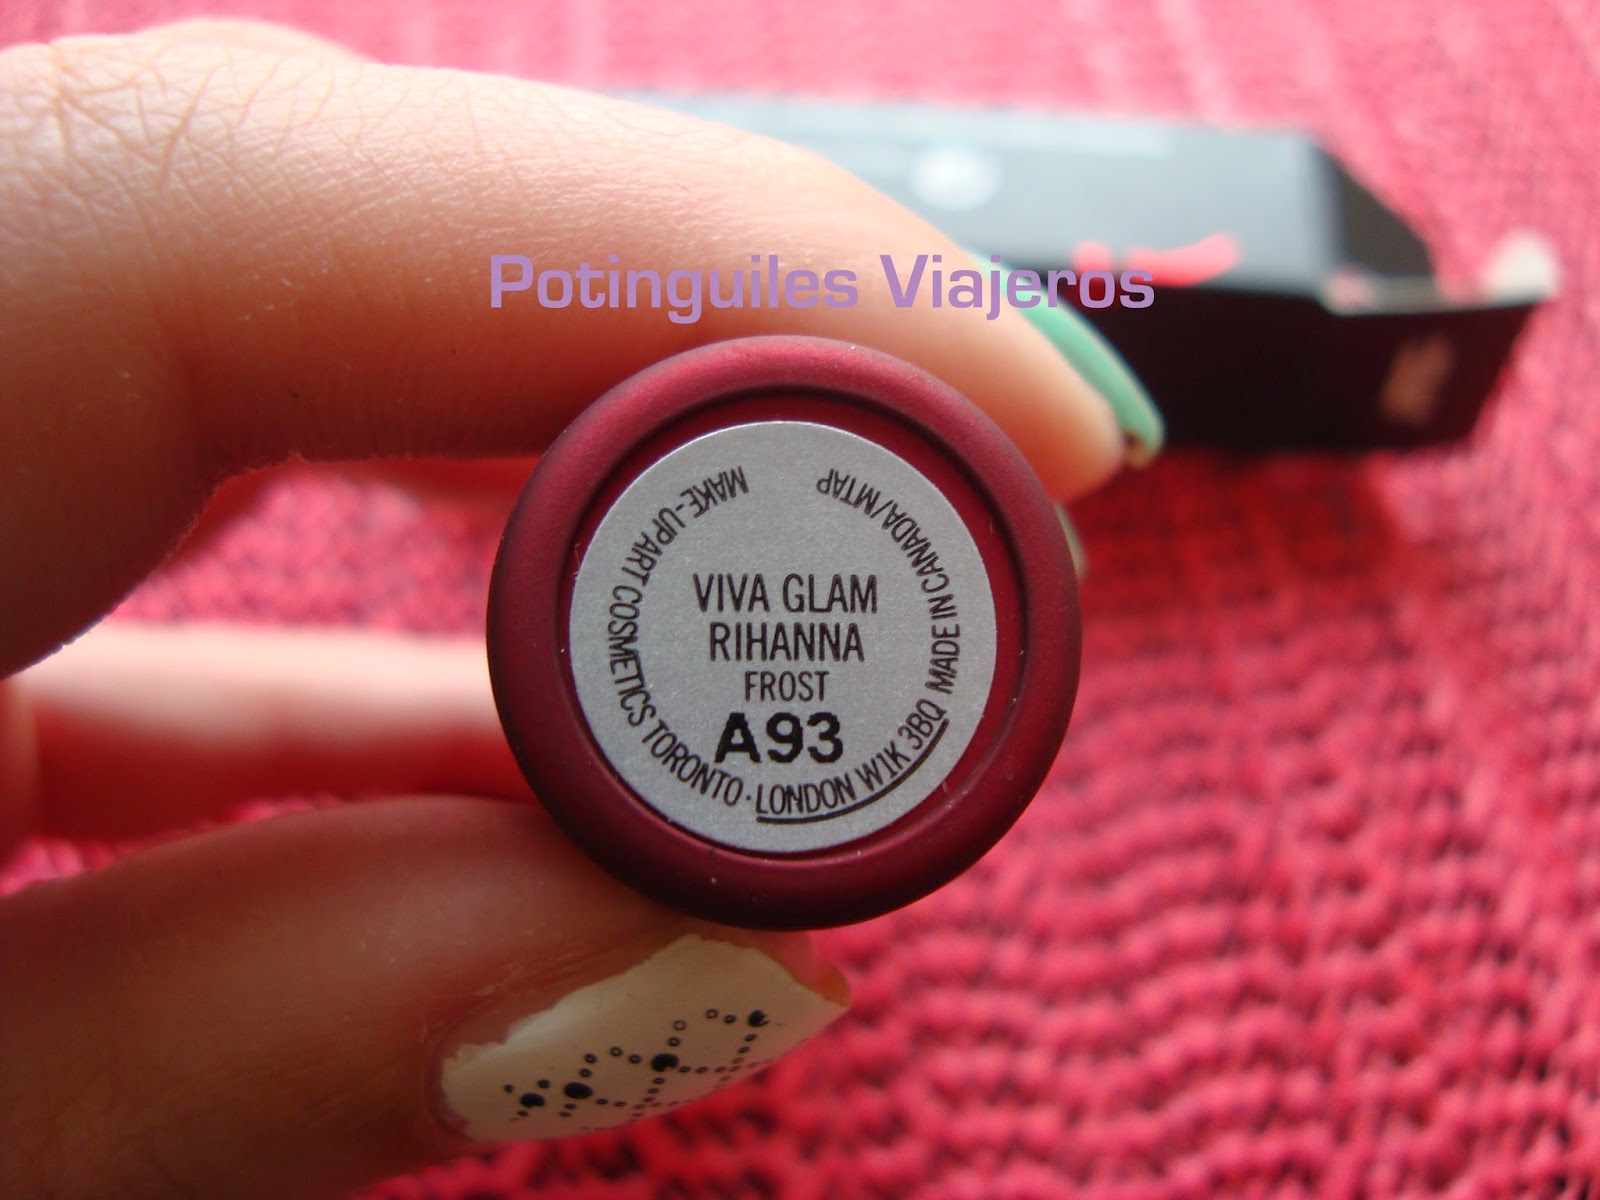 Potinguiles Viajeros
MAKE-UP ART COSMETICS TORONTO · LONDON W1K 3BQ MADE IN CANADA/MTAP
VIVA GLAM
RIHANNA
FROST
A93